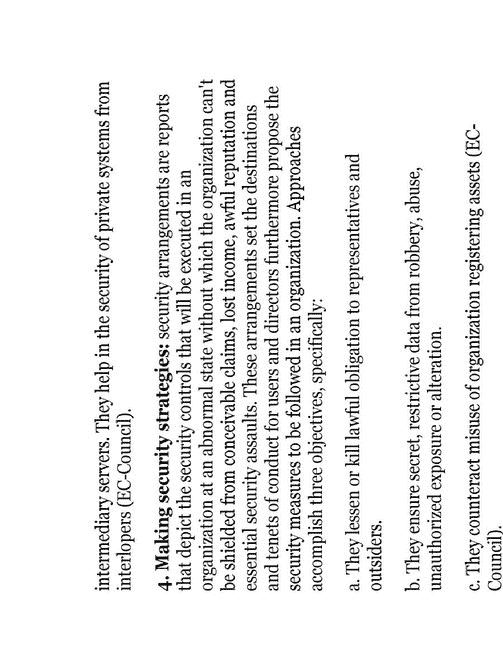 intermediary servers. They help in the security of private systems from
interlopers (EC-Council).
4. Making security strategies: security arrangements are reports
that depict the security controls that will be executed in an
organization at an abnormal state without which the organization can't
be shielded from conceivable claims, lost income, awful reputation and
essential security assaults. These arrangements set the destinations
and tenets of conduct for users and directors furthermore propose the
security measures to be followed in an organization. Approaches
accomplish three objectives, specifically:
a. They lessen or kill lawful obligation to representatives and
outsiders.
b. They ensure secret, restrictive data from robbery, abuse,
unauthorized exposure or alteration.
c. They counteract misuse of organization registering assets (EC-
Council).